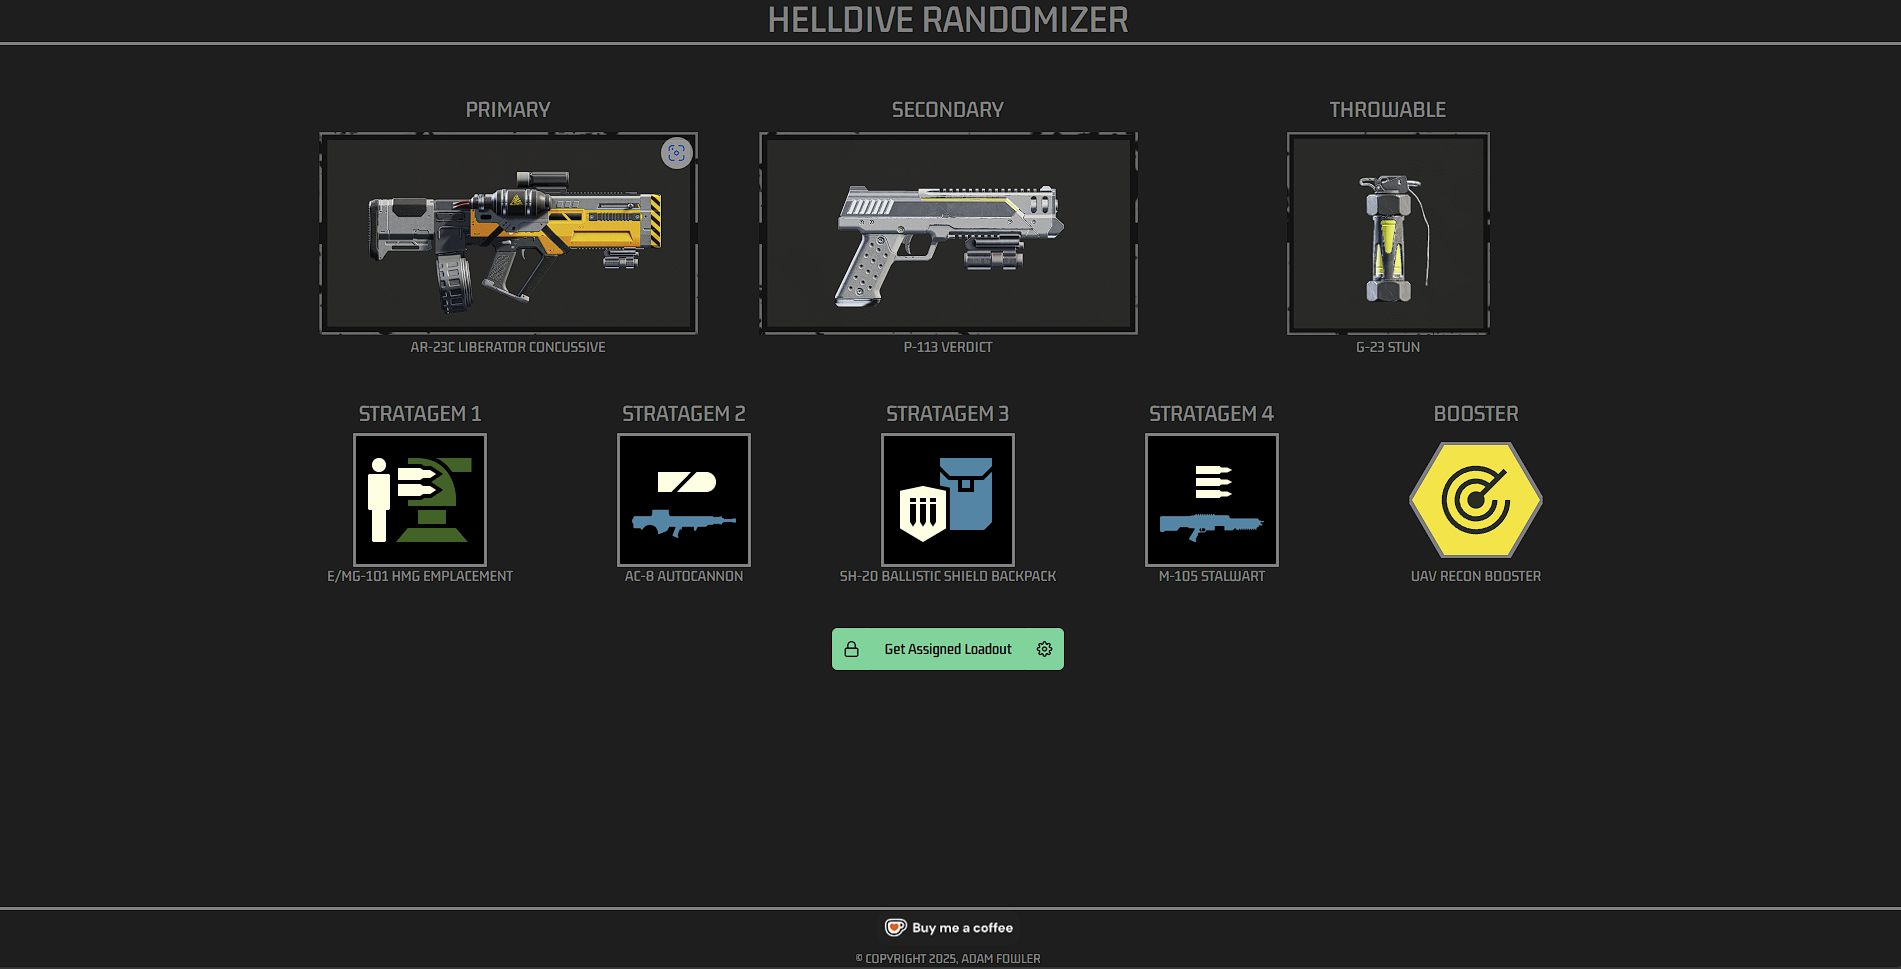 HELLDIVE RANDOMIZER
PRIMARY
SECONDARY
THROWABLE
AR-23C LIBERATOR CONCUSSIVE
P-113 VERDICT
G-23 STUN
STRATAGEM 1
STRATAGEM 2
STRATAGEM 3
STRATAGEM 4
BOOSTER
E/MG-101 HMG EMPLACEMENT
AC-8 AUTOCANNON
SH-20 BALLISTIC SHIELD BACKPACK
M-105 STALWART
UAV RECON BOOSTER
Get Assigned Loadout
Buy me a coffee
© COPYRIGHT 2025, ADAM FOWLER